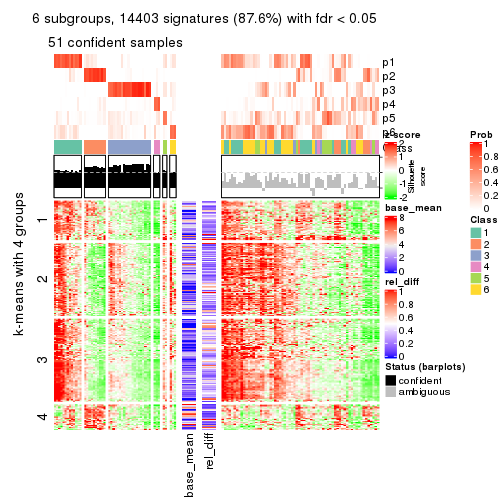 6 subgroups, 14403 signatures (87.6%) with fdr < 0.05
51 confident samples
p1
p2
p3
p4
p5
p6
z score
2
1
0
-1
-2
Silhouette
score
base_mean
8
6
4
2
0
rel_diff
1
0.8
0.6
0.4
0.2
0
Status (barplots)
confident
ambiguous
Prob
1
0.8
0.6
0.4
0.2
0
Class
1
2
3
4
5
6
k-means with 4 groups
1
2
3
4
base_mean
rel_diff